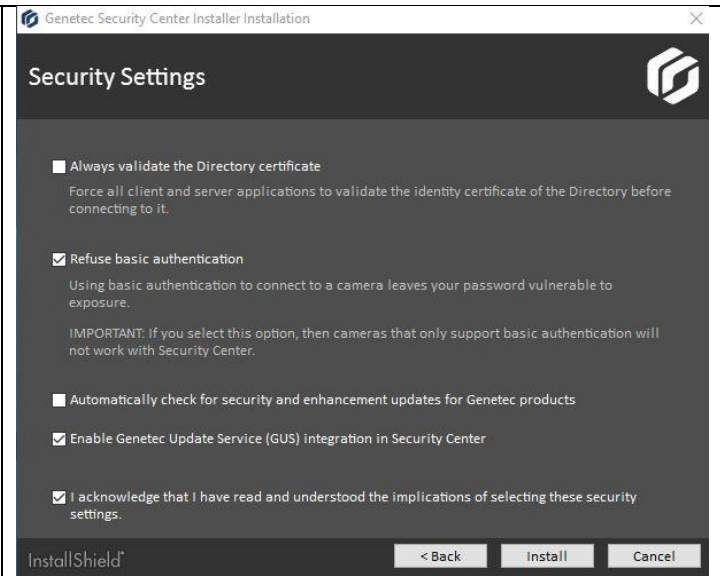 Genetec Security Center Installer Installation
Security Settings
Always validate the Directory certificate
Force all client and server applications to validate the identity certificate of the Directory before
connecting to it.
Refuse basic authentication
Using basic authentication to connect to a camera leaves your password vulnerable to
exposure.
IMPORTANT: If you select this option, then cameras that only support basic authentication will
not work with Security Center.
Automatically check for security and enhancement updates for Genetec products
Enable Genetec Update Service (GUS) integration in Security Center
I acknowledge that I have read and understood the implications of selecting these security
settings.
InstallShield
< Back
Install
Cancel